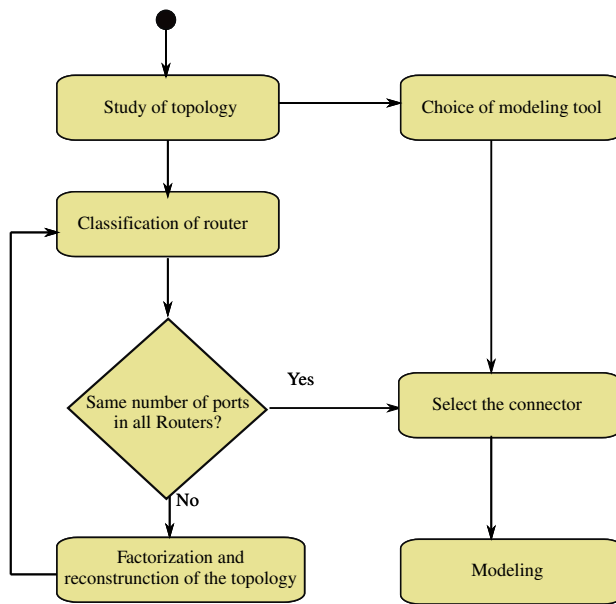 Study of topology
Choice of modeling tool
Classification of router
Same number of ports
in all Routers?
Yes
Select the connector
No
Factorization and
reconstrunction of the topology
Modeling